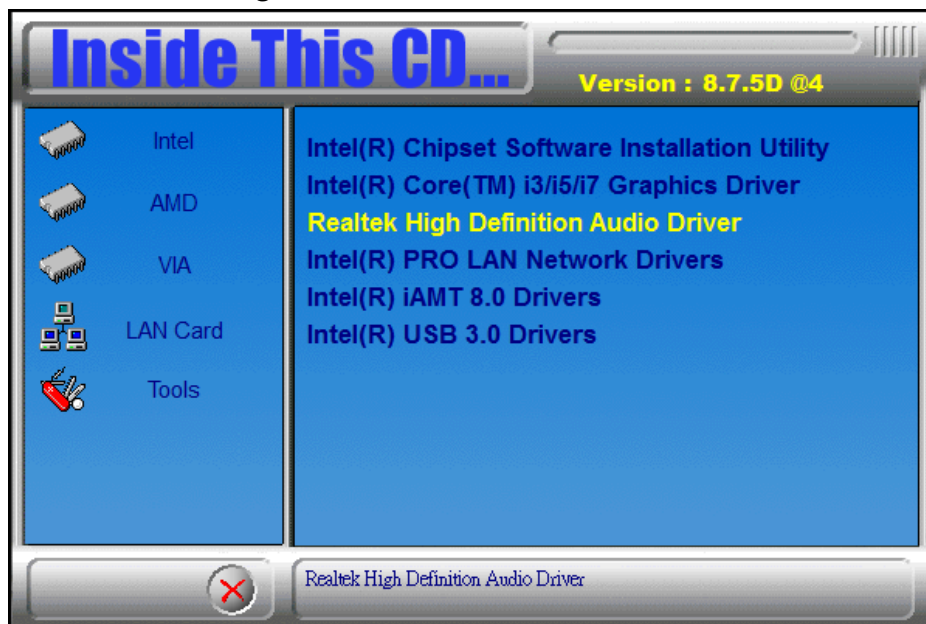 Inside This CD...
Version : 8.7.5D @4
Intel
AMD
VIA
LAN Card
Tools
Intel(R) Chipset Software Installation Utility
Intel(R) Core(TM) i3/i5/i7 Graphics Driver
Realtek High Definition Audio Driver
Intel(R) PRO LAN Network Drivers
Intel(R) iAMT 8.0 Drivers
Intel(R) USB 3.0 Drivers
Realtek High Definition Audio Driver